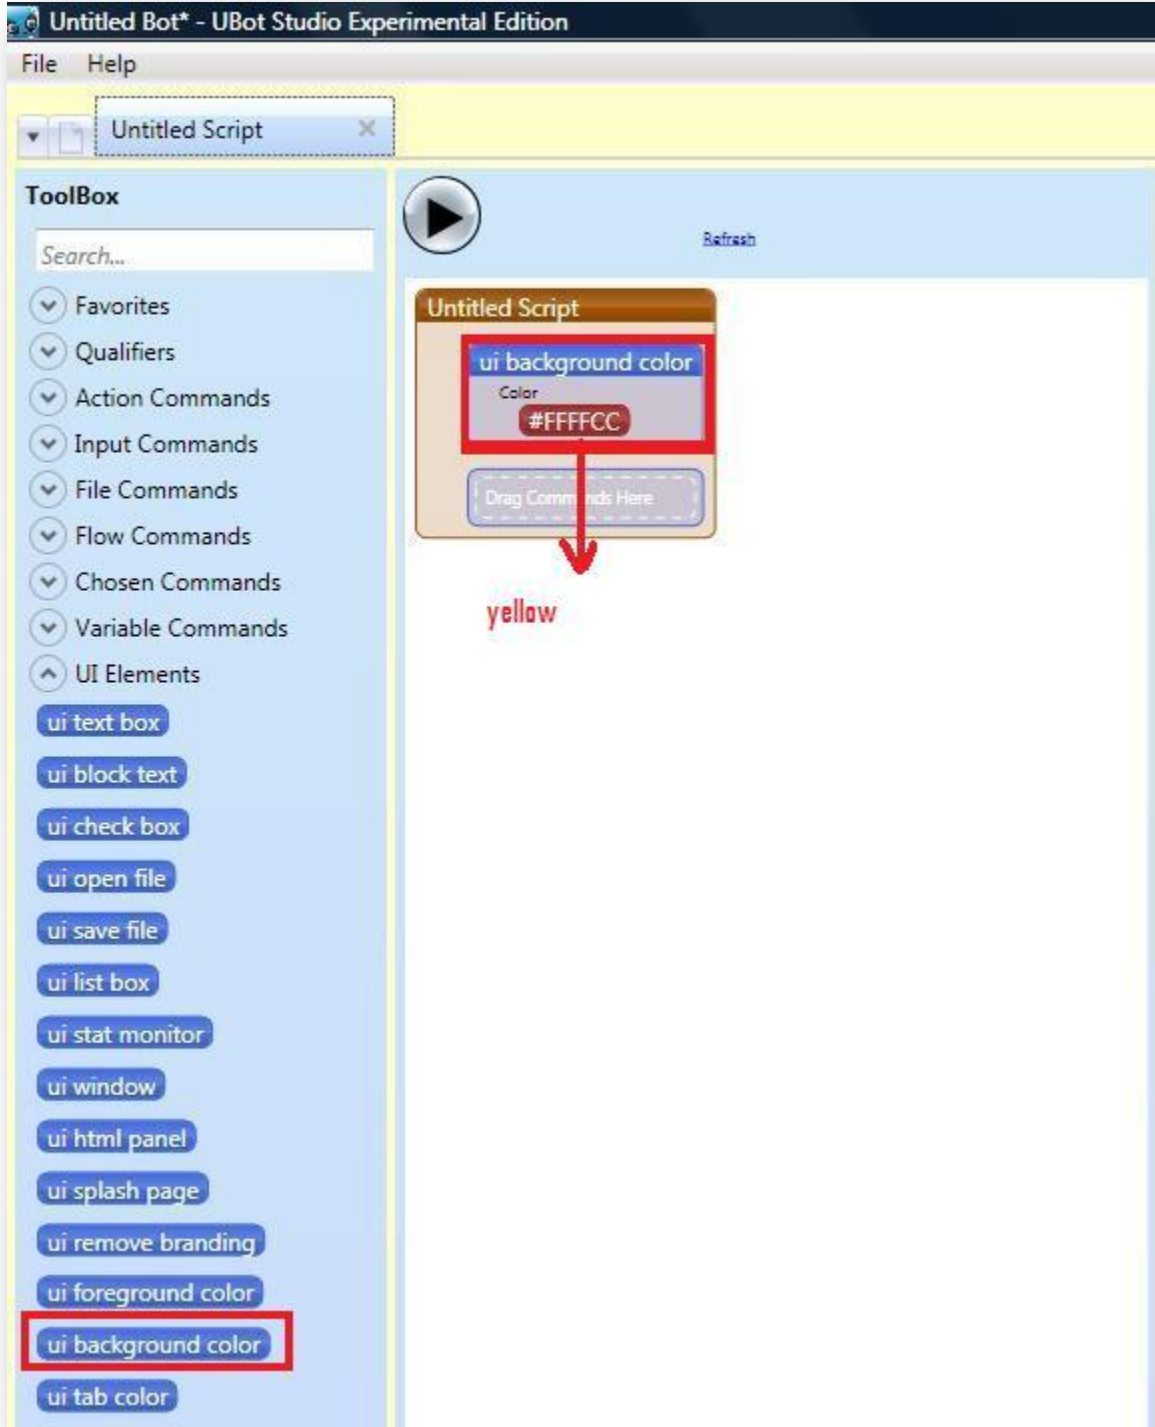 Untitled Bot* - UBot Studio Experimental Edition
File Help
Untitled Script
ToolBox
Search...
Refresh
Favorites
Qualifiers
Action Commands
Input Commands
File Commands
Flow Commands
Chosen Commands
Variable Commands
UI Elements
ui text box
ui block text
ui check box
ui open file
ui save file
ui list box
ui stat monitor
ui window
ui html panel
ui splash page
ui remove branding
ui foreground color
ui background color
ui tab color
Untitled Script
ui background color
Color
#FFFFCC
Drag Commands Here
yellow